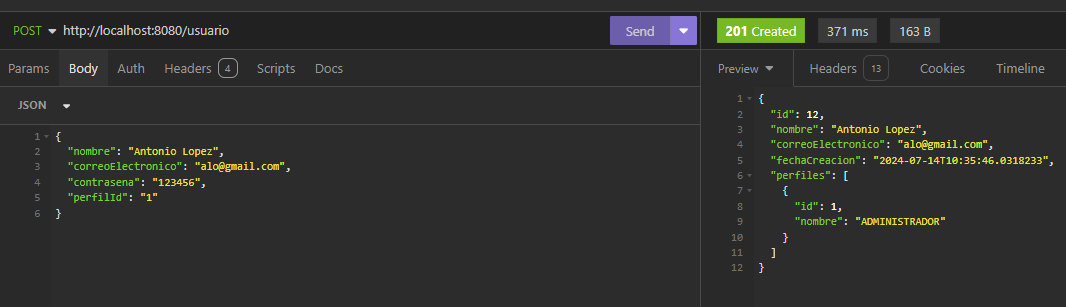 POST http://localhost:8080/usuario Send
Params Body Auth Headers 4 Scripts Docs
JSON
1 {
2 "nombre": "Antonio Lopez",
3 "correoElectronico": "alo@gmail.com",
4 "contrasena": "123456",
5 "perfilId": "1"
6 }
201 Created 371 ms 163 B
Preview Headers 13 Cookies Timeline
1 {
2 "id": 12,
3 "nombre": "Antonio Lopez",
4 "correoElectronico": "alo@gmail.com",
5 "fechaCreacion": "2024-07-14T10:35:46.0318233",
6 "perfiles": [
7 {
8 "id": 1,
9 "nombre": "ADMINISTRADOR"
10 }
11 ]
12 }